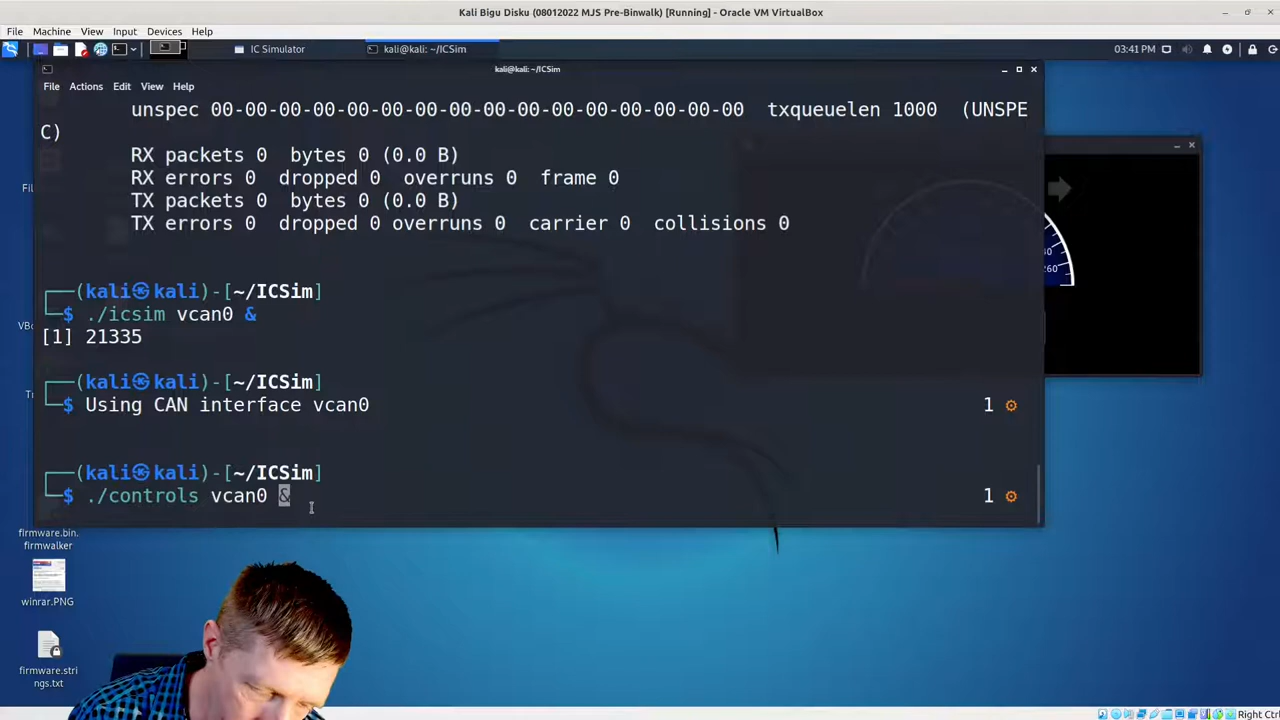 Kali Bigu Disku (08012022 MJS Pre-Binwalk) [Running] - Oracle VM VirtualBox
File Machine View Input Devices Help
IC Simulator
kali@kali: ~/ICSim
03:41 PM
kali@kali: ~/ICSim
File Actions Edit View Help
unspec 00-00-00-00-00-00-00-00-00-00-00-00-00-00-00-00 txqueuelen 1000 (UNSPE
C)
RX packets 0 bytes 0 (0.0 B)
RX errors 0 dropped 0 overruns 0 frame 0
TX packets 0 bytes 0 (0.0 B)
TX errors 0 dropped 0 overruns 0 carrier 0 collisions 0
┌──(kali㉿kali)-[~/ICSim]
└─$ ./icsim vcan0 &
[1] 21335
┌──(kali㉿kali)-[~/ICSim]
└─$ Using CAN interface vcan0 1 ⚙
┌──(kali㉿kali)-[~/ICSim]
└─$ ./controls vcan0 & 1 ⚙
260
firmware.bin.
firmwalker
winrar.PNG
firmware.stri
ngs.txt
Right Ctrl